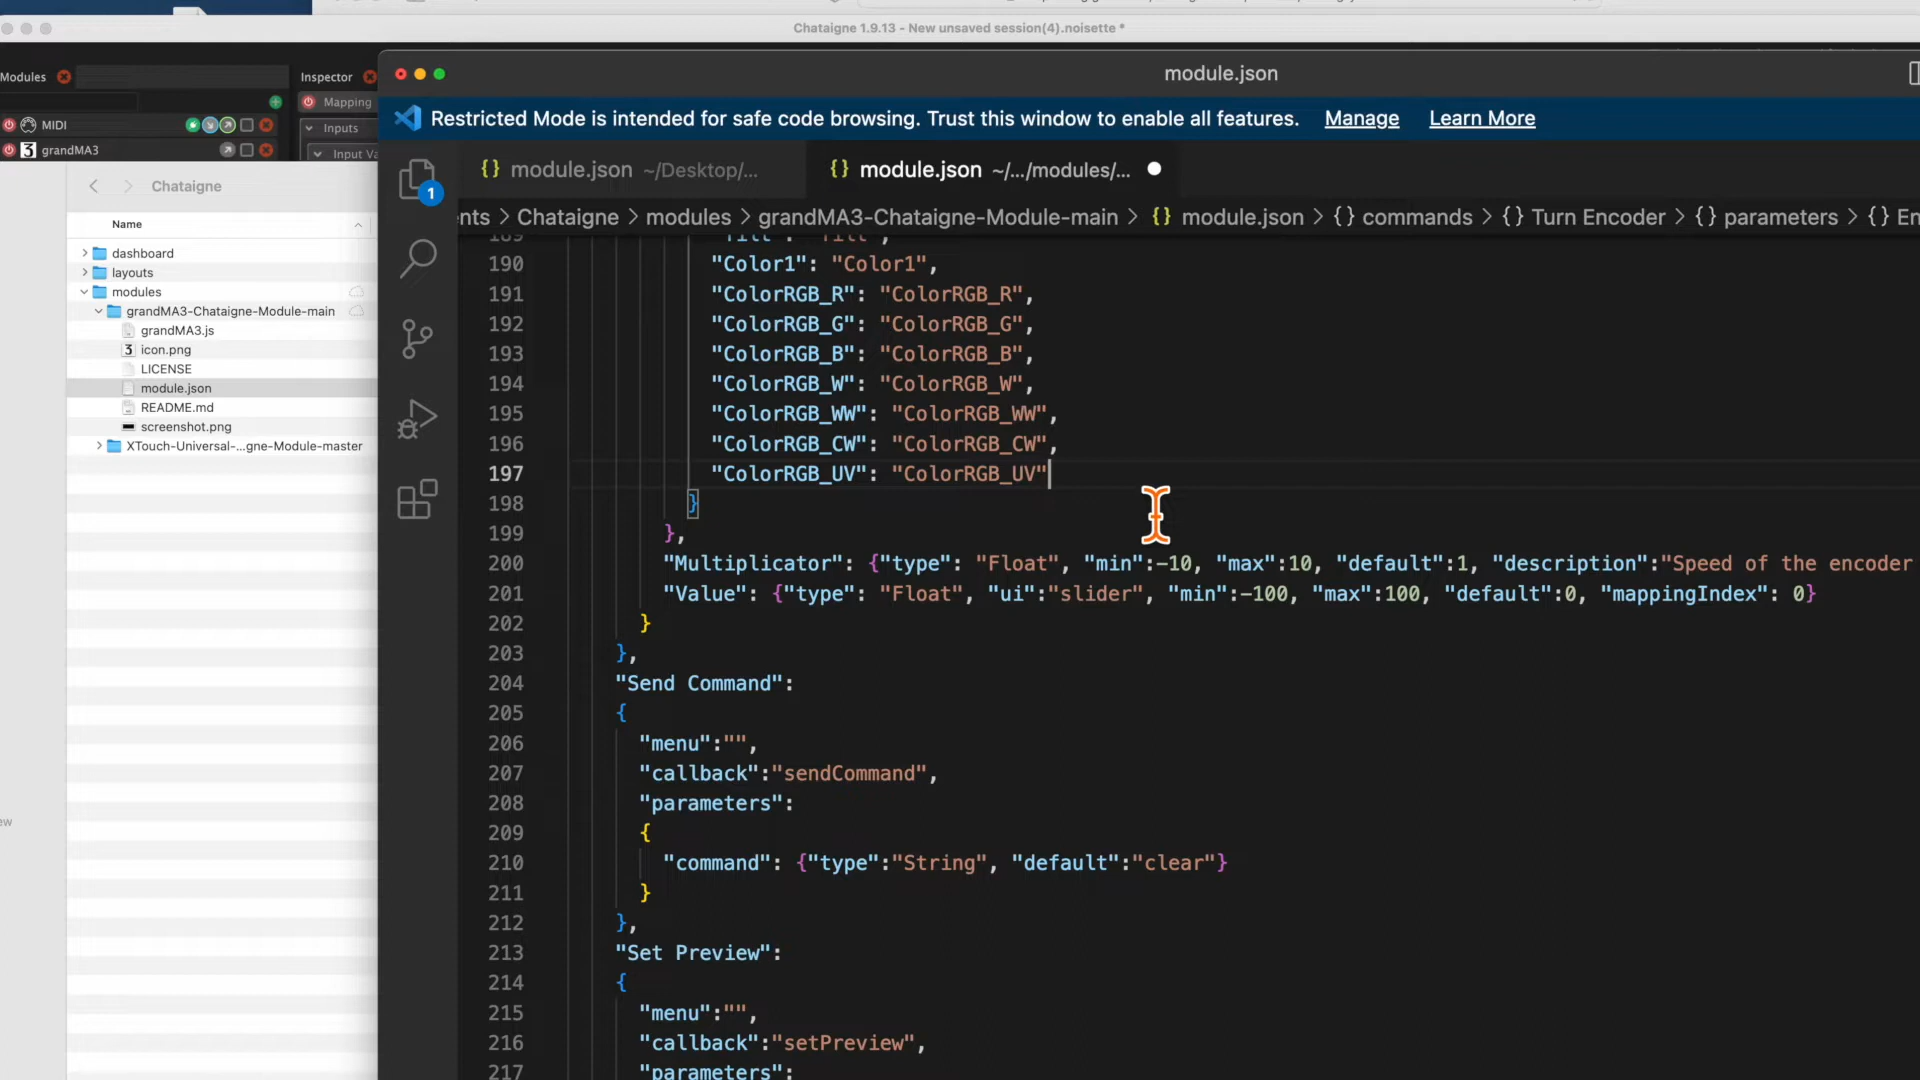 Chataigne 1.9.13 - New unsaved session(4).noisette *
Modules
Inspector
Mapping
MIDI
Inputs
grandMA3
Input Va
module.json
Restricted Mode is intended for safe code browsing. Trust this window to enable all features. Manage Learn More
{} module.json ~/Desktop/...
{} module.json ~/.../modules/...
1
nts > Chataigne > modules > grandMA3-Chataigne-Module-main > {} module.json > {} commands > {} Turn Encoder > {} parameters > {} En
Chataigne
Name
dashboard
layouts
modules
grandMA3-Chataigne-Module-main
grandMA3.js
3 icon.png
LICENSE
module.json
README.md
screenshot.png
XTouch-Universal-...gne-Module-master
189 "Tilt": "Tilt",
190 "Color1": "Color1",
191 "ColorRGB_R": "ColorRGB_R",
192 "ColorRGB_G": "ColorRGB_G",
193 "ColorRGB_B": "ColorRGB_B",
194 "ColorRGB_W": "ColorRGB_W",
195 "ColorRGB_WW": "ColorRGB_WW",
196 "ColorRGB_CW": "ColorRGB_CW",
197 "ColorRGB_UV": "ColorRGB_UV"
198 }
199 },
200 "Multiplicator": {"type": "Float", "min":-10, "max":10, "default":1, "description":"Speed of the encoder
201 "Value": {"type": "Float", "ui":"slider", "min":-100, "max":100, "default":0, "mappingIndex": 0}
202 }
203 },
204 "Send Command":
205 {
206 "menu":"",
207 "callback":"sendCommand",
208 "parameters":
209 {
210 "command": {"type":"String", "default":"clear"}
211 }
212 },
213 "Set Preview":
214 {
215 "menu":"",
216 "callback":"setPreview",
217 "parameters":
ew